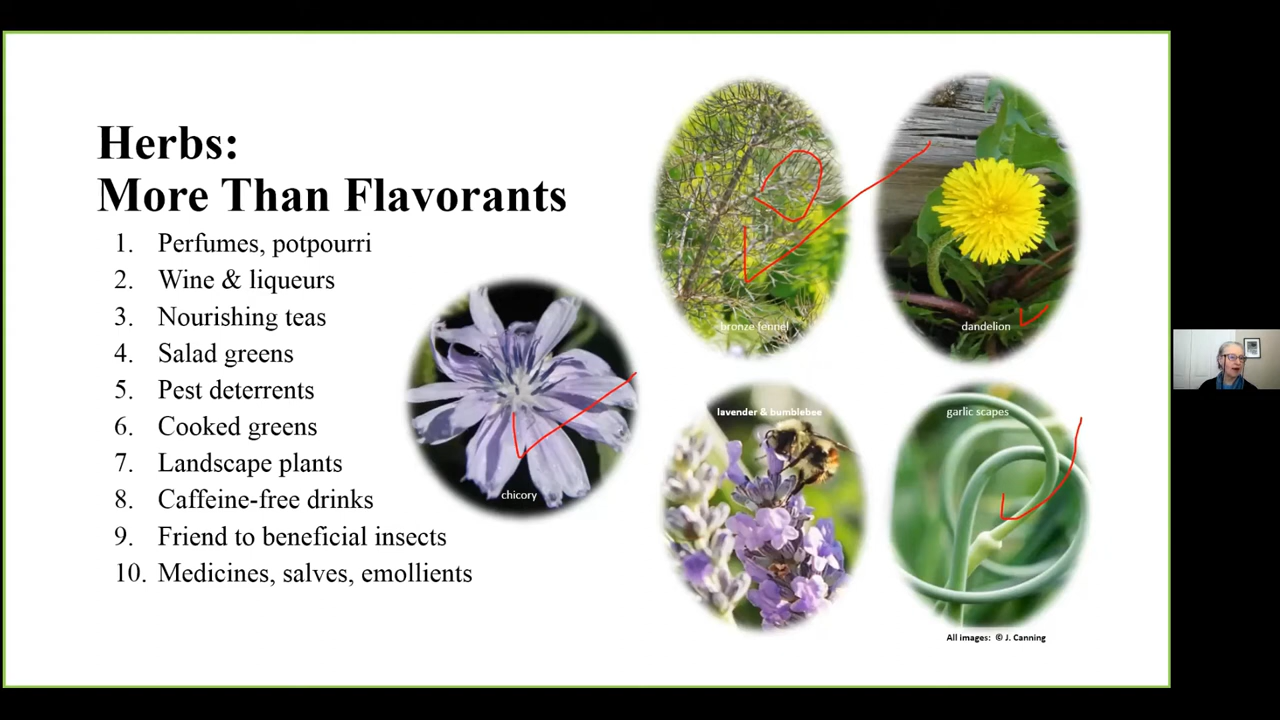 Herbs:
More Than Flavorants
1. Perfumes, potpourri
2. Wine & liqueurs
3. Nourishing teas
4. Salad greens
5. Pest deterrents
6. Cooked greens
7. Landscape plants
8. Caffeine-free drinks
9. Friend to beneficial insects
10. Medicines, salves, emollients
chicory
bronze fennel
dandelion
lavender & bumblebee
garlic scapes
All images: © J. Canning